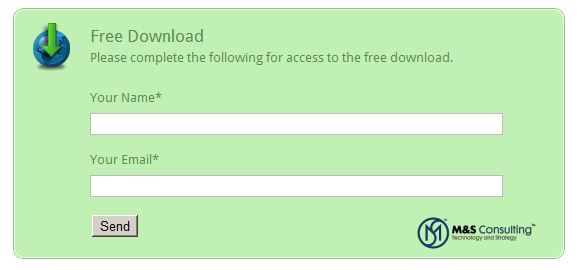 Free Download
Please complete the following for access to the free download.
Your Name*
Your Email*
Send
M&S Consulting™
Technology and Strategy